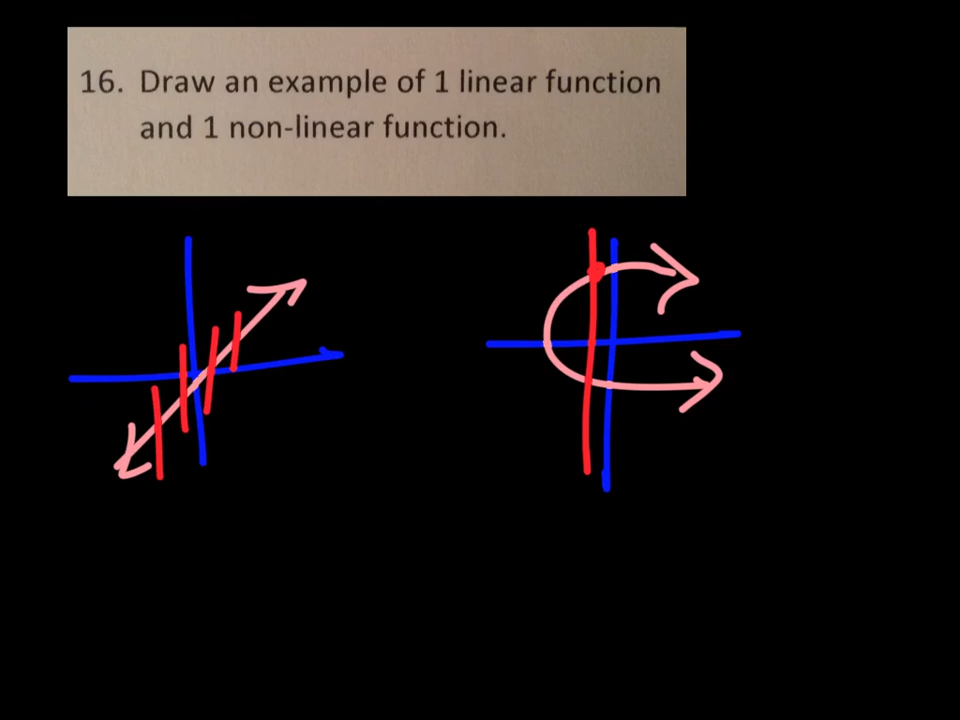 16. Draw an example of 1 linear function
and 1 non-linear function.